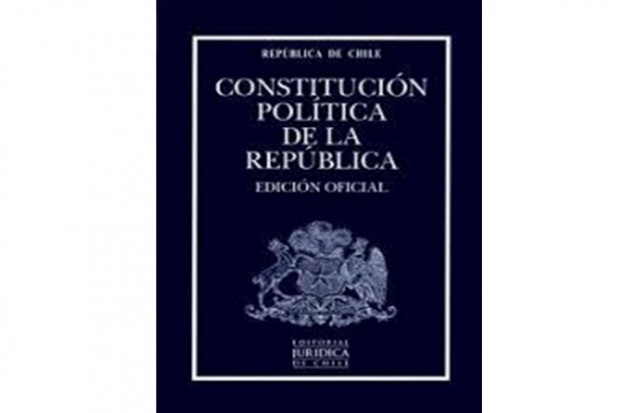 REPÚBLICA DE CHILE
CONSTITUCIÓN
POLÍTICA
DE LA
REPÚBLICA
EDICIÓN OFICIAL
EDITORIAL
JURIDICA
DE CHILE